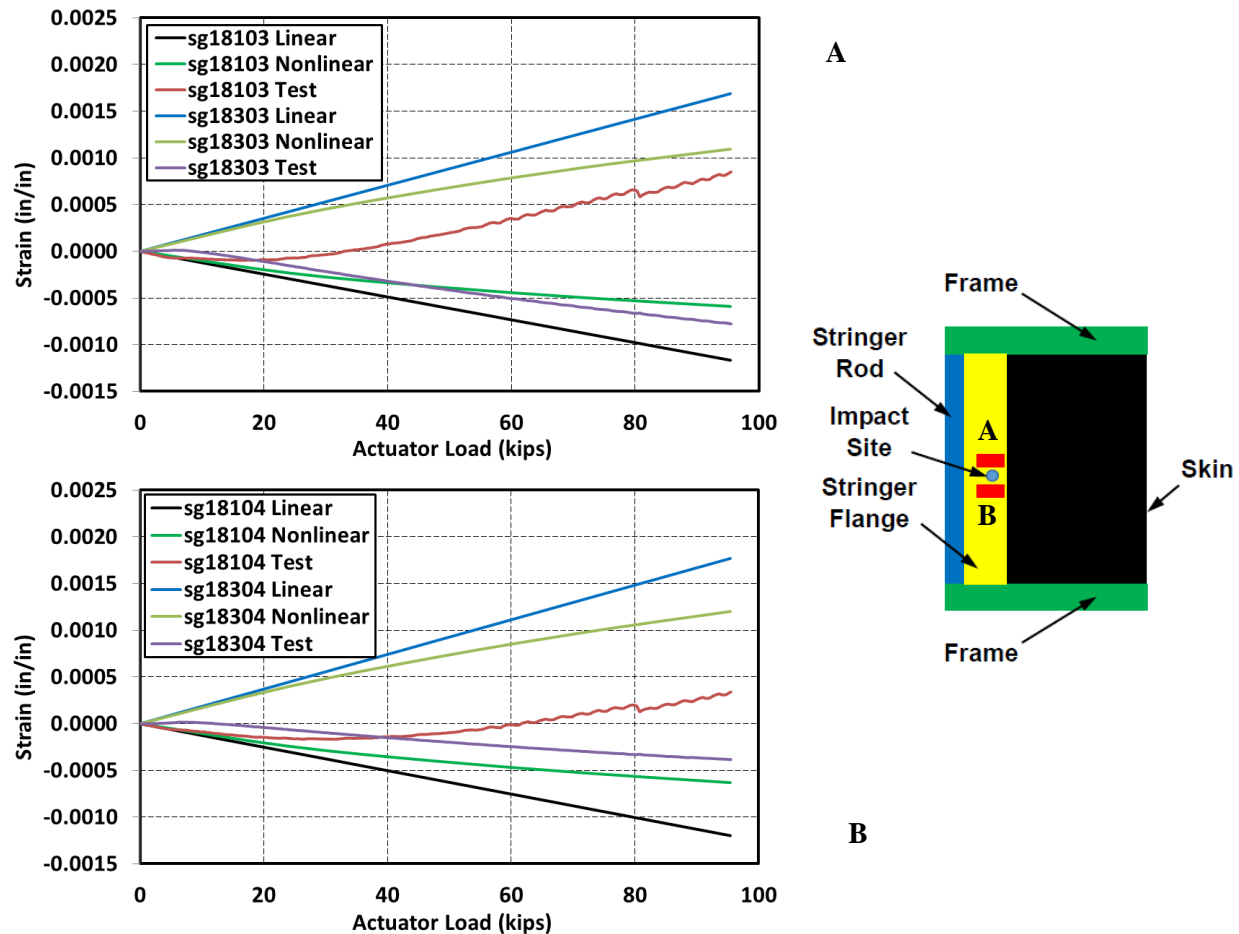 0.0025
0.0020
0.0015
0.0010
0.0005
0.0000
-0.0005
-0.0010
-0.0015
Strain (in/in)
sg18103 Linear
sg18103 Nonlinear
sg18103 Test
sg18303 Linear
sg18303 Nonlinear
sg18303 Test
0 20 40 60 80 100
Actuator Load (kips)
A
0.0025
0.0020
0.0015
0.0010
0.0005
0.0000
-0.0005
-0.0010
-0.0015
Strain (in/in)
sg18104 Linear
sg18104 Nonlinear
sg18104 Test
sg18304 Linear
sg18304 Nonlinear
sg18304 Test
0 20 40 60 80 100
Actuator Load (kips)
B
Frame
Stringer
Rod
Impact
Site
Stringer
Flange
A
B
Skin
Frame